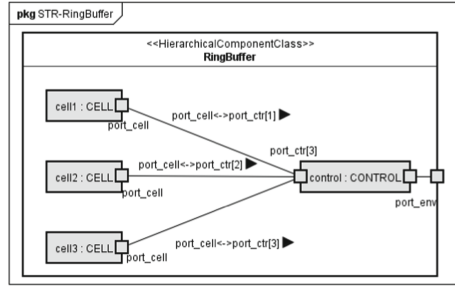 pkg STR-RingBuffer
<<HierarchicalComponentClass>>
RingBuffer
cell1 : CELL
port_cell
port_cell<->port_ctr[1]
port_ctr[3]
cell2 : CELL
port_cell
port_cell<->port_ctr[2]
control : CONTROL
port_env
cell3 : CELL
port_cell
port_cell<->port_ctr[3]